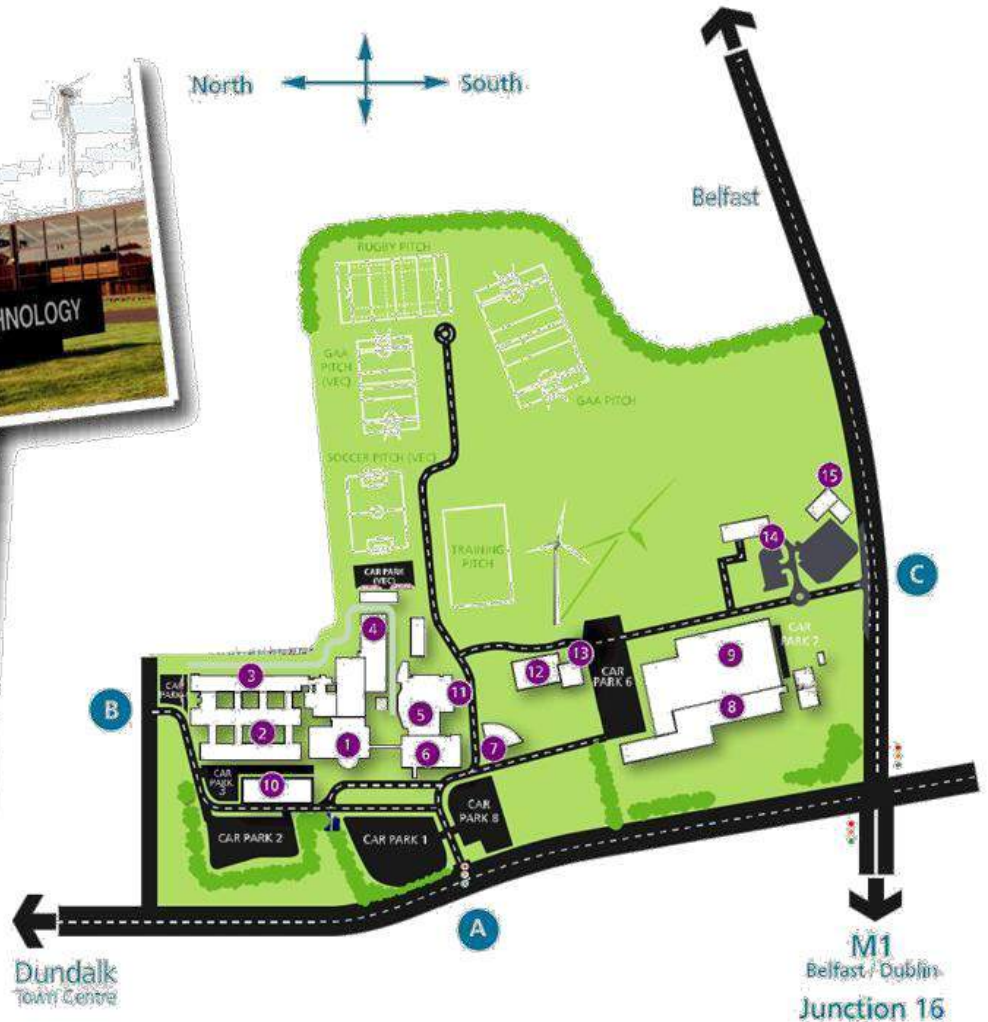 North
South
Belfast
HNOLOGY
RUGBY PITCH
GAA
PITCH
(VEC)
GAA PITCH
SOCCER PITCH (VEC)
TRAINING
PITCH
CAR PARK
(VEC)
15
14
C
4
CAR
PARK 7
3
13
12
CAR
PARK 6
9
CAR
PARK
11
B
5
8
2
1
6
7
10
CAR
PARK
3
CAR
PARK 8
CAR PARK 2
CAR PARK 1
A
Dundalk
Town Centre
M1
Belfast / Dublin
Junction 16